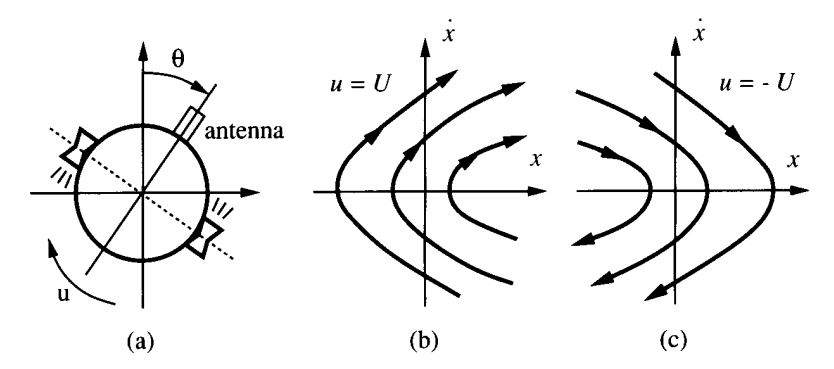 θ
antenna
u
(a)
ẋ
u = U
x
(b)
ẋ
u = - U
x
(c)